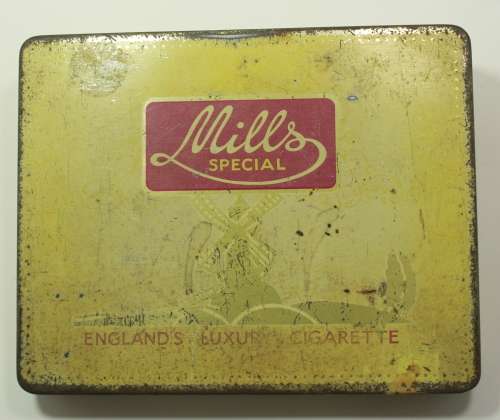 Mills
SPECIAL
ENGLAND'S LUXURY CIGARETTE